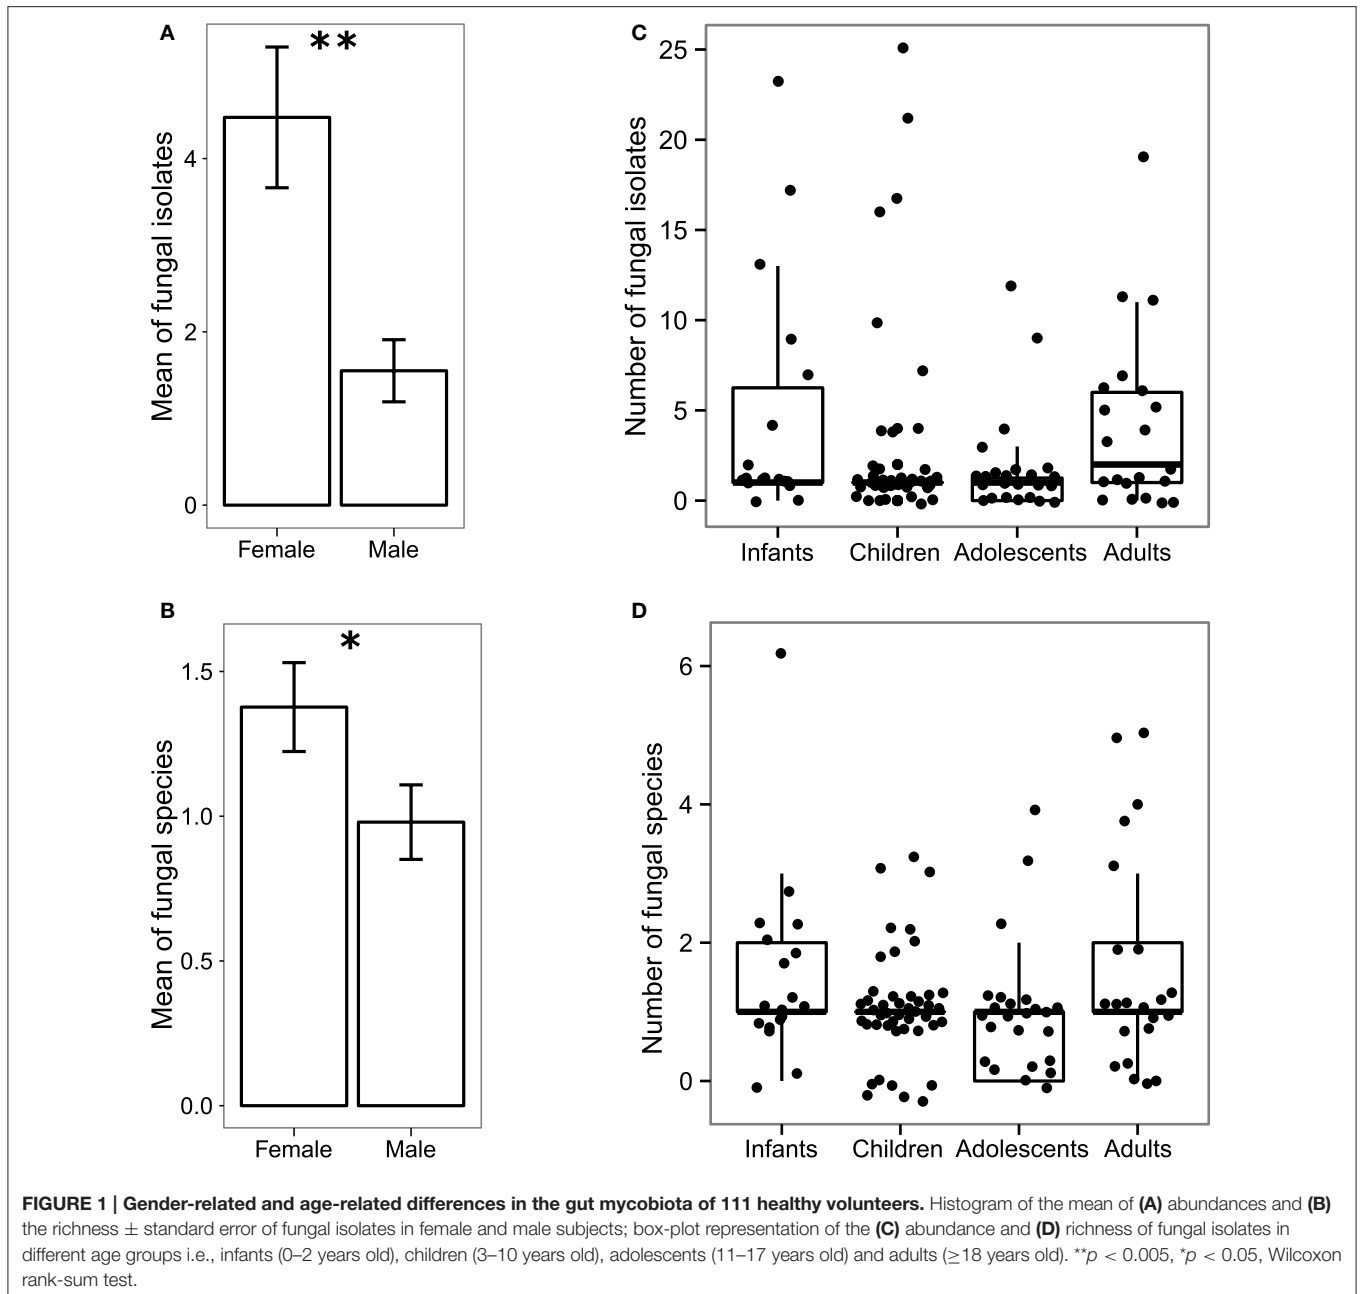 A
**
Mean of fungal isolates
4
2
0
Female Male
C
Number of fungal isolates
25
20
15
10
5
0
Infants Children Adolescents Adults
B
*
Mean of fungal species
1.5
1.0
0.5
0.0
Female Male
D
Number of fungal species
6
4
2
0
Infants Children Adolescents Adults
FIGURE 1 | Gender-related and age-related differences in the gut mycobiota of 111 healthy volunteers. Histogram of the mean of (A) abundances and (B)
the richness ± standard error of fungal isolates in female and male subjects; box-plot representation of the (C) abundance and (D) richness of fungal isolates in
different age groups i.e., infants (0–2 years old), children (3–10 years old), adolescents (11–17 years old) and adults (≥18 years old). **p < 0.005, *p < 0.05, Wilcoxon
rank-sum test.